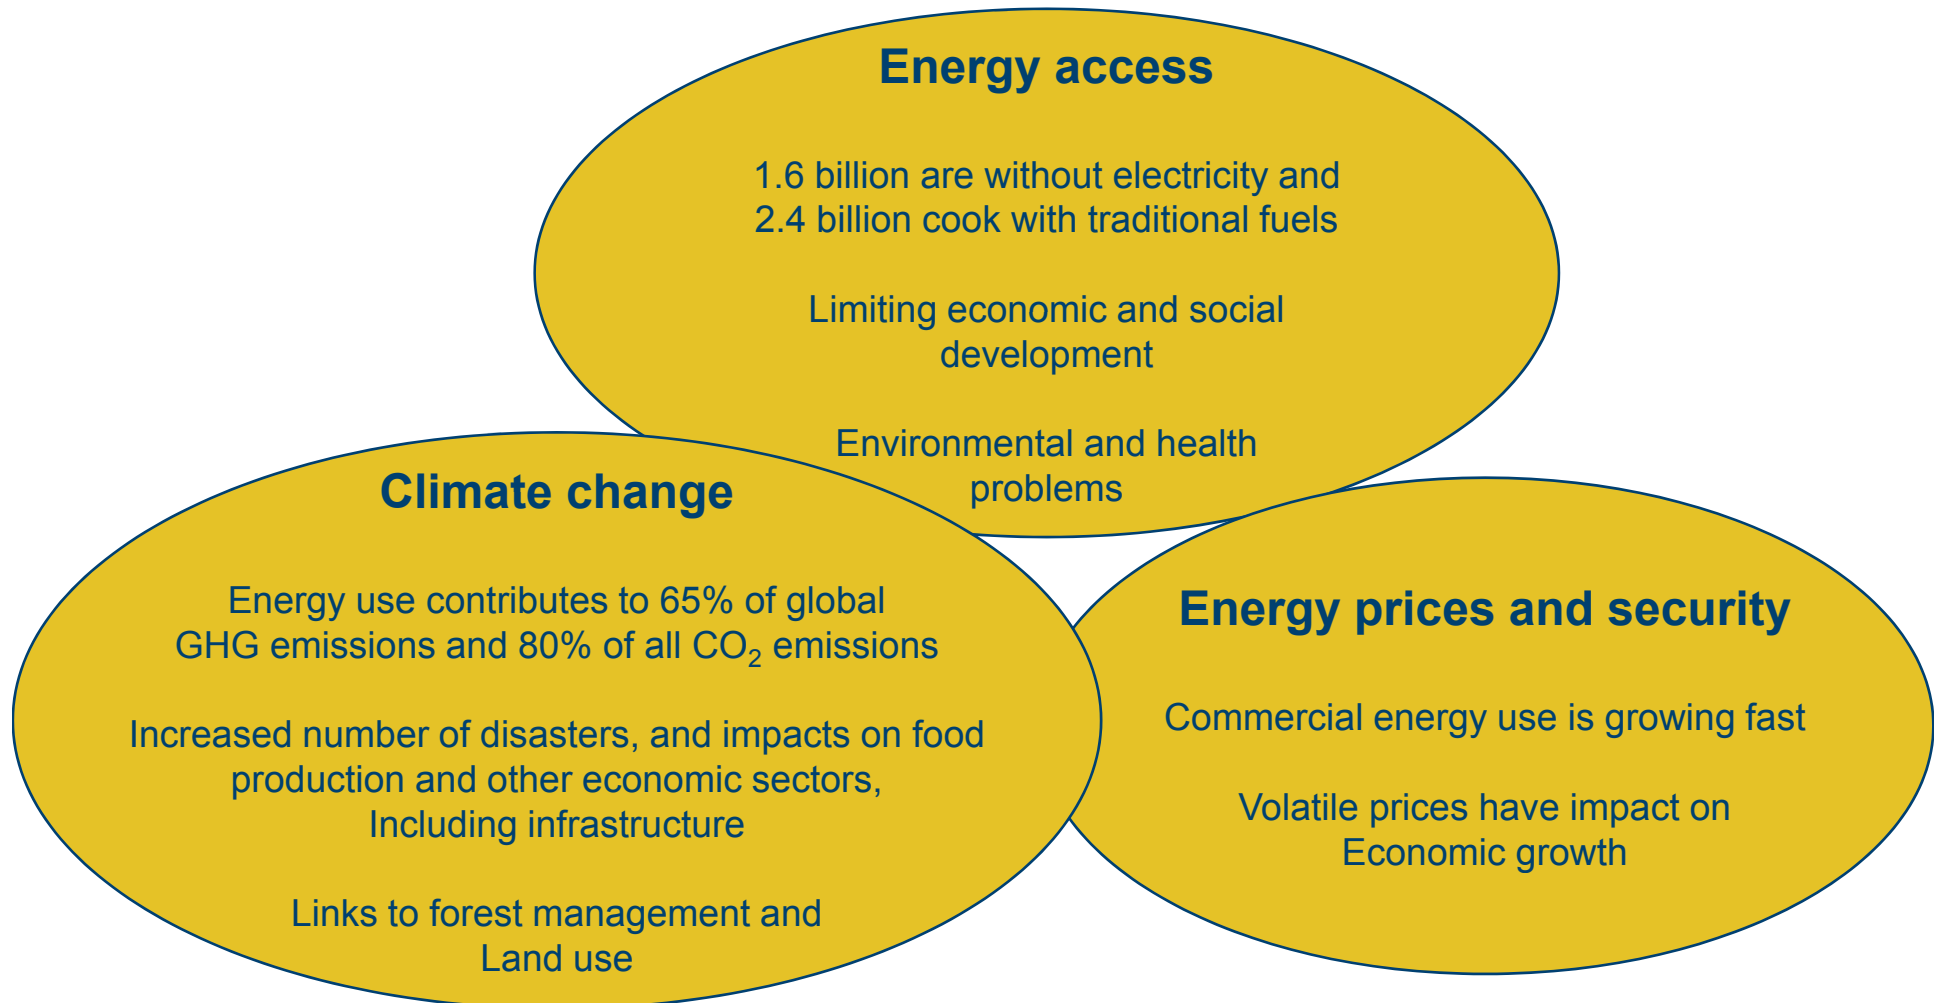 Energy access
1.6 billion are without electricity and
2.4 billion cook with traditional fuels
Limiting economic and social
development
Environmental and health
problems
Climate change
Energy use contributes to 65% of global
GHG emissions and 80% of all CO₂ emissions
Increased number of disasters, and impacts on food
production and other economic sectors,
Including infrastructure
Links to forest management and
Land use
Energy prices and security
Commercial energy use is growing fast
Volatile prices have impact on
Economic growth